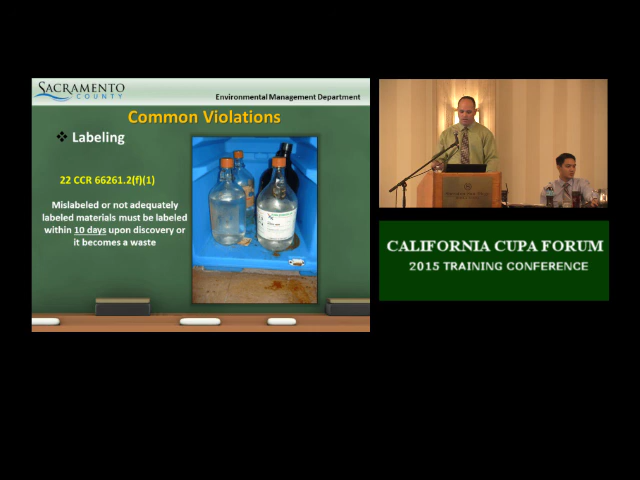 SACRAMENTO
COUNTY
Environmental Management Department
Common Violations
Labeling
22 CCR 66261.2(f)(1)
Mislabeled or not adequately
labeled materials must be labeled
within 10 days upon discovery or
it becomes a waste
CALIFORNIA CUPA FORUM
2015 TRAINING CONFERENCE